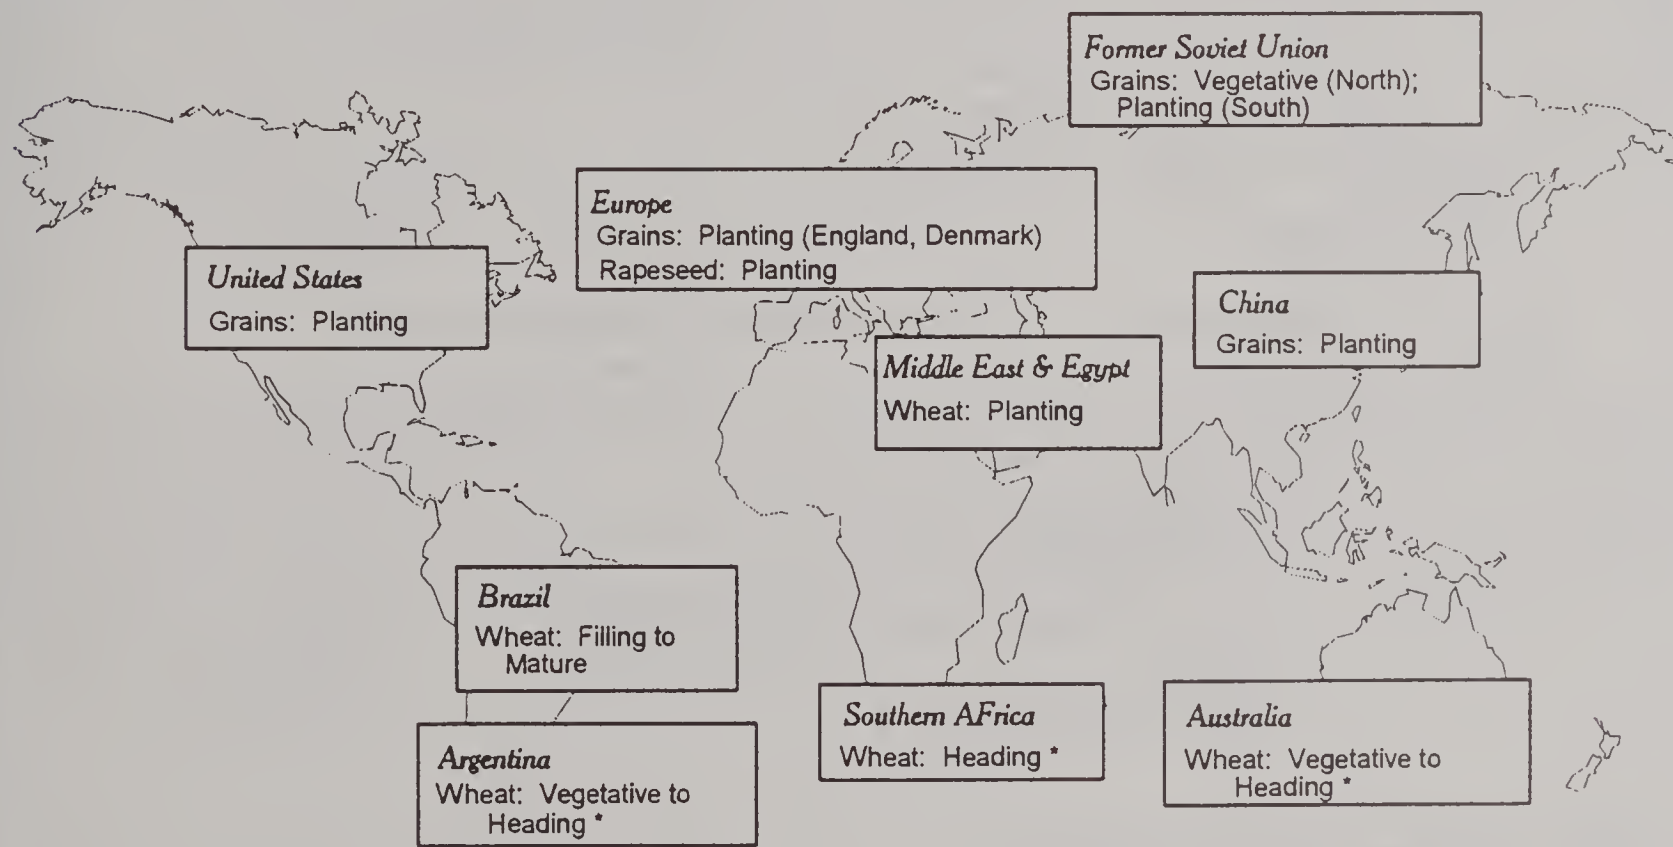 Former Soviet Union
Grains: Vegetative (North);
Planting (South)
Europe
Grains: Planting (England, Denmark)
Rapeseed: Planting
United States
Grains: Planting
China
Grains: Planting
Middle East & Egypt
Wheat: Planting
Brazil
Wheat: Filling to
Mature
Southern AFrica
Wheat: Heading *
Australia
Wheat: Vegetative to
Heading *
Argentina
Wheat: Vegetative to
Heading *